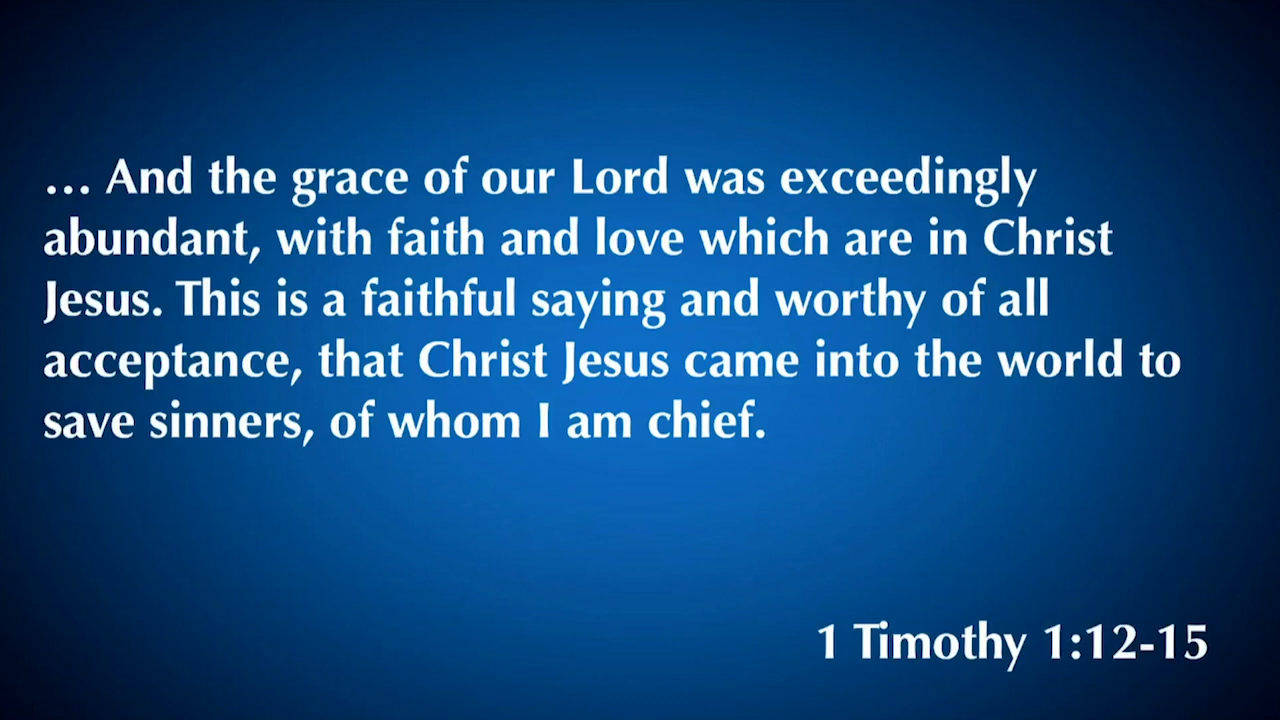 … And the grace of our Lord was exceedingly
abundant, with faith and love which are in Christ
Jesus. This is a faithful saying and worthy of all
acceptance, that Christ Jesus came into the world to
save sinners, of whom I am chief.
1 Timothy 1:12-15